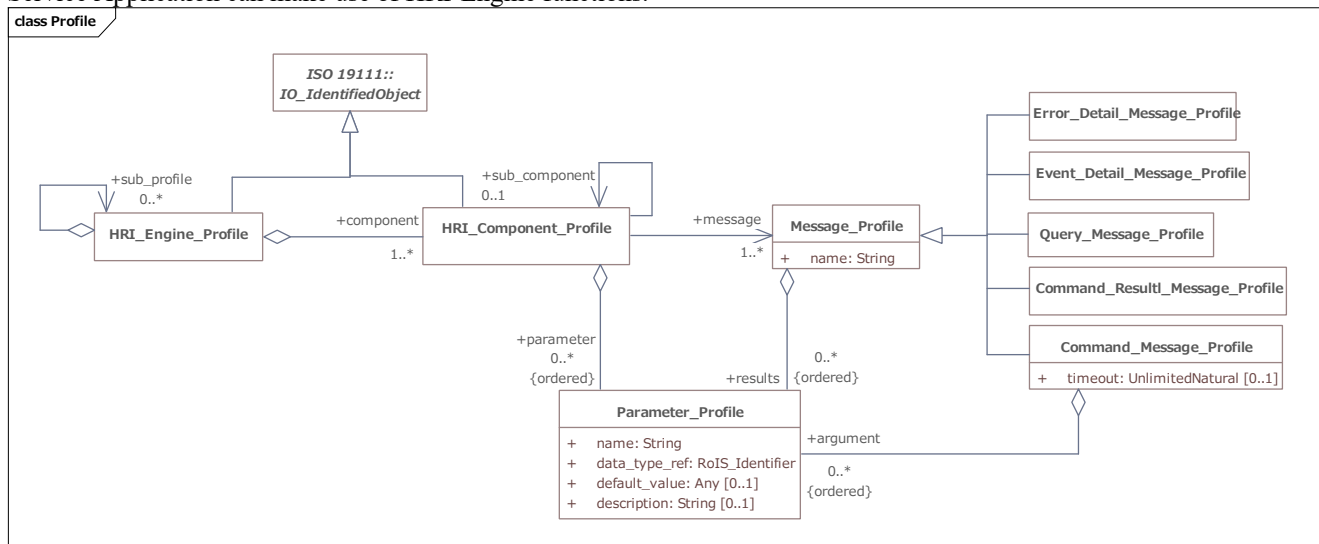 class Profile
ISO 19111::
IO_IdentifiedObject
Error_Detail_Message_Profile
+sub_profile
0..*
+sub_component
0..1
Event_Detail_Message_Profile
HRI_Engine_Profile
+component
1..*
HRI_Component_Profile
+message
1..*
Message_Profile
+ name: String
Query_Message_Profile
Command_Resultl_Message_Profile
+parameter
0..*
{ordered}
+results
0..*
{ordered}
Command_Message_Profile
+ timeout: UnlimitedNatural [0..1]
Parameter_Profile
+ name: String
+ data_type_ref: RoIS_Identifier
+ default_value: Any [0..1]
+ description: String [0..1]
+argument
0..*
{ordered}